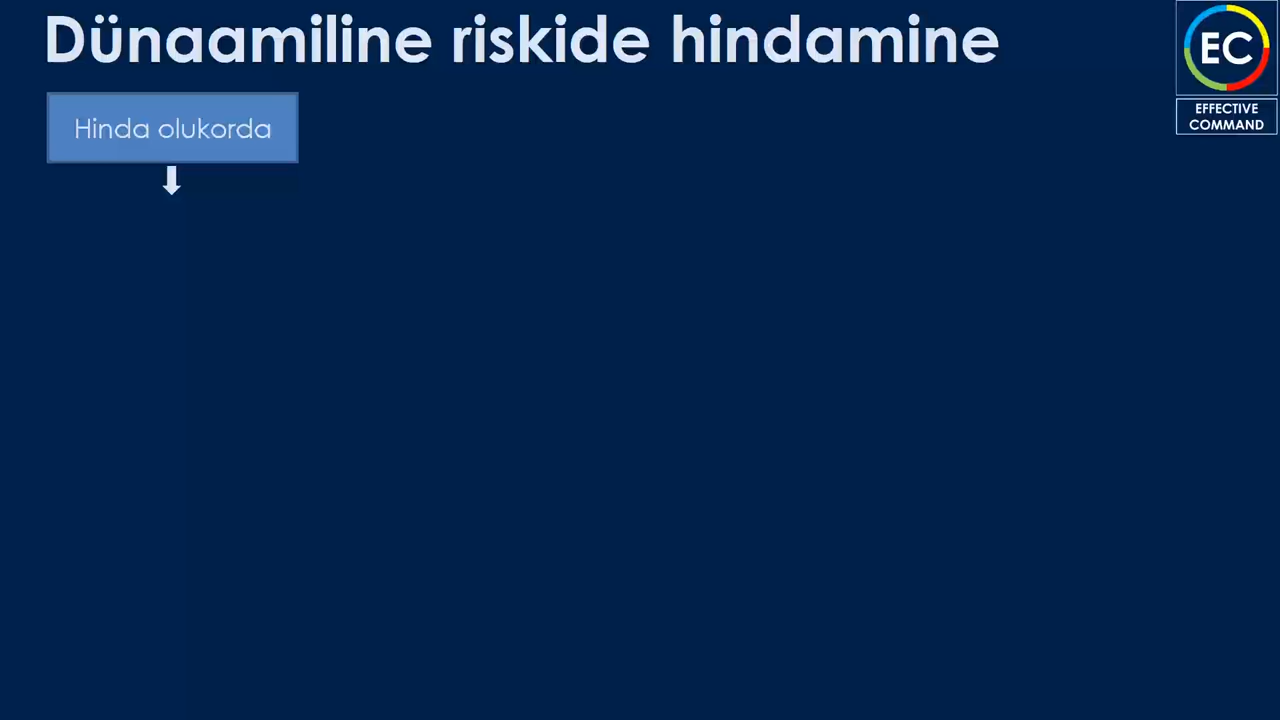 Dünaamiline riskide hindamine
Hinda olukorda
EC
EFFECTIVE
COMMAND